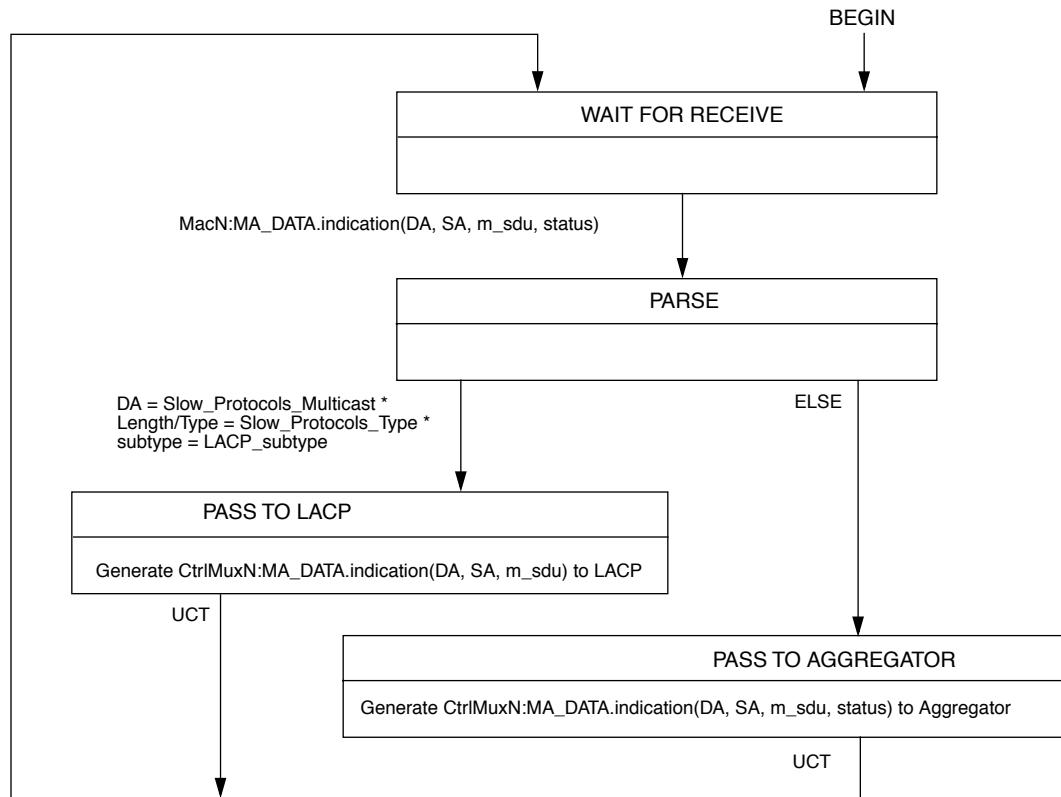 BEGIN
WAIT FOR RECEIVE
MacN:MA_DATA.indication(DA, SA, m_sdu, status)
PARSE
DA = Slow_Protocols_Multicast *
Length/Type = Slow_Protocols_Type *
subtype = LACP_subtype
ELSE
PASS TO LACP
Generate CtrlMuxN:MA_DATA.indication(DA, SA, m_sdu) to LACP
UCT
PASS TO AGGREGATOR
Generate CtrlMuxN:MA_DATA.indication(DA, SA, m_sdu, status) to Aggregator
UCT